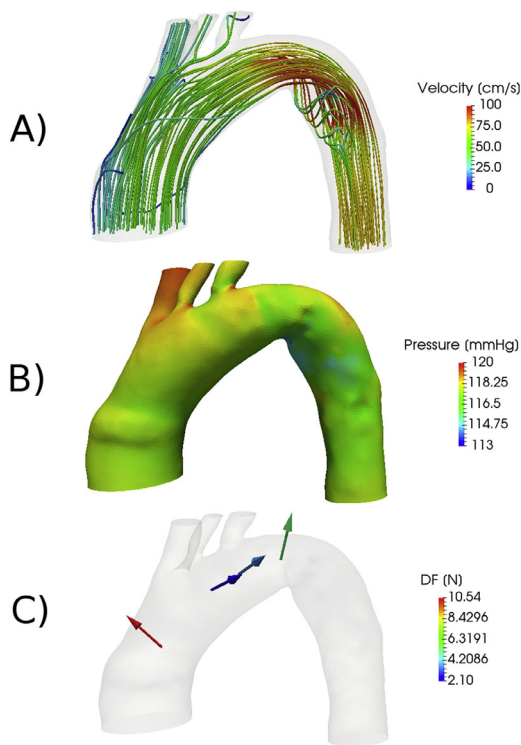 A)
Velocity [cm/s]
100
75.0
50.0
25.0
0
B)
Pressure [mmHg]
120
118.25
116.5
114.75
113
C)
DF [N]
10.54
8.4296
6.3191
4.2086
2.10